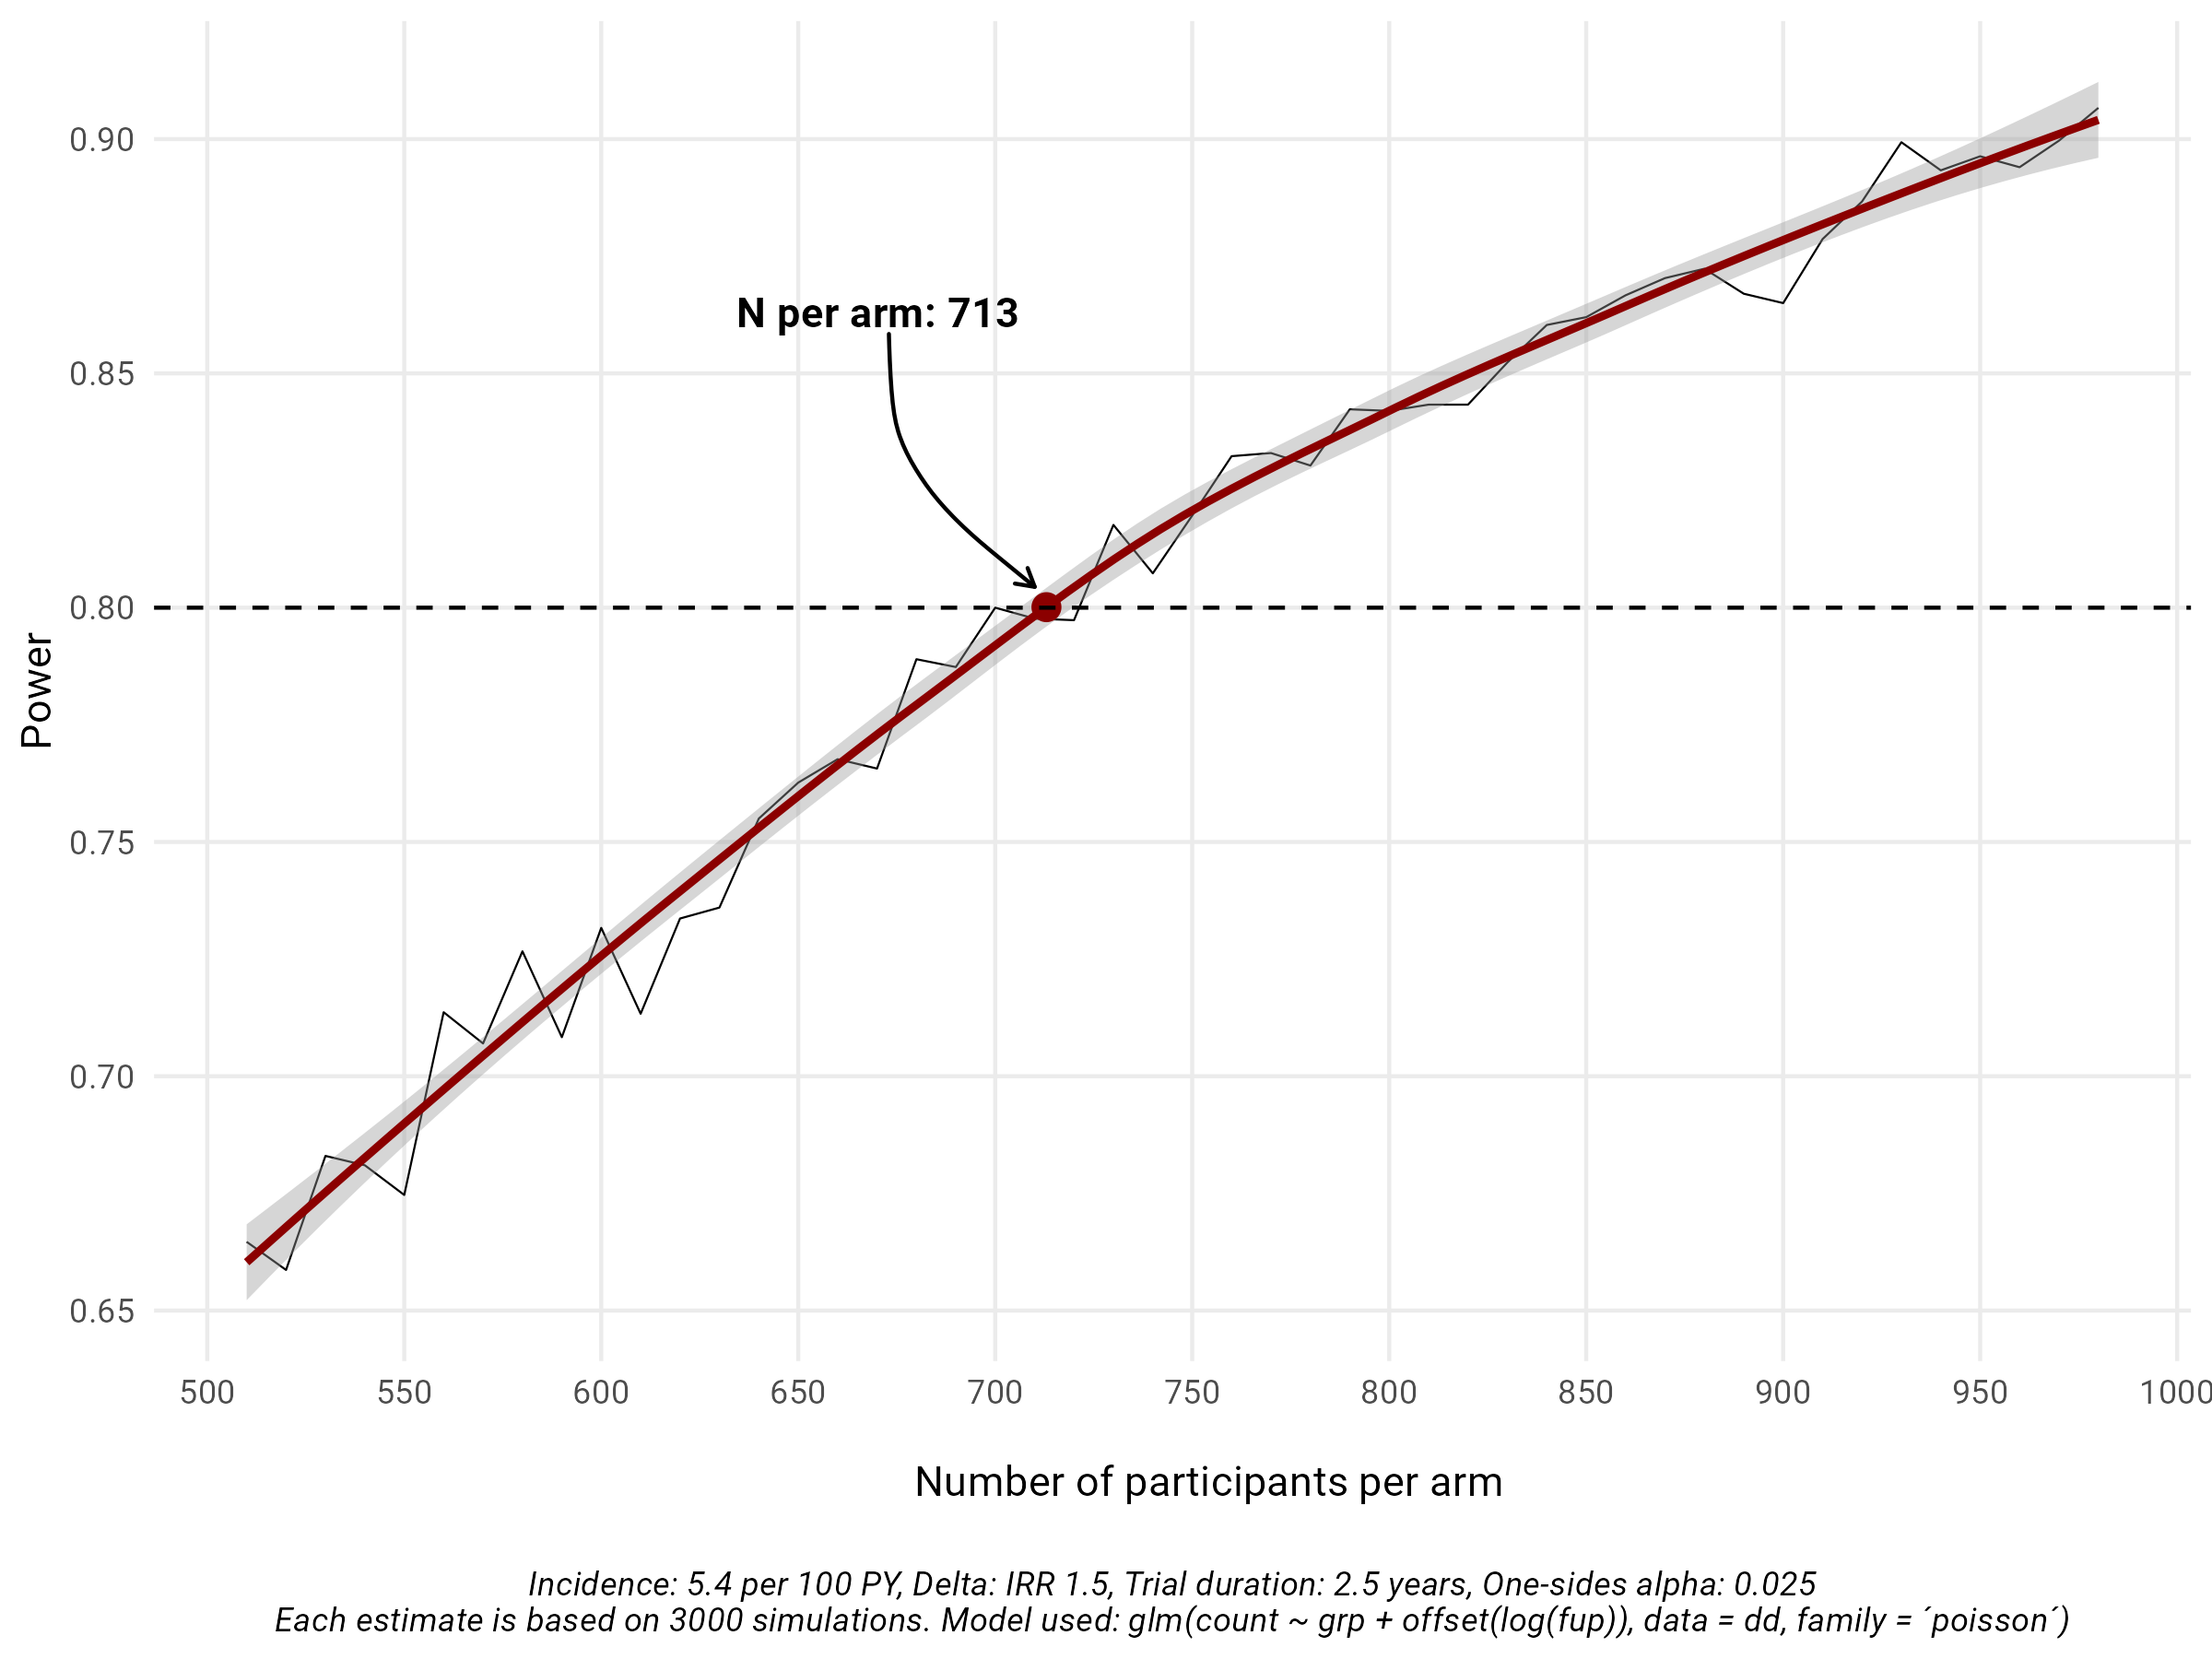 0.90
0.85
0.80
0.75
0.70
0.65
Power
N per arm: 713
500 550 600 650 700 750 800 850 900 950 1000
Number of participants per arm
Incidence: 5.4 per 100 PY, Delta: IRR 1.5, Trial duration: 2.5 years, One-sides alpha: 0.025
Each estimate is based on 3000 simulations. Model used: glm(count ~ grp + offset(log(fup)), data = dd, family = ´poisson´)